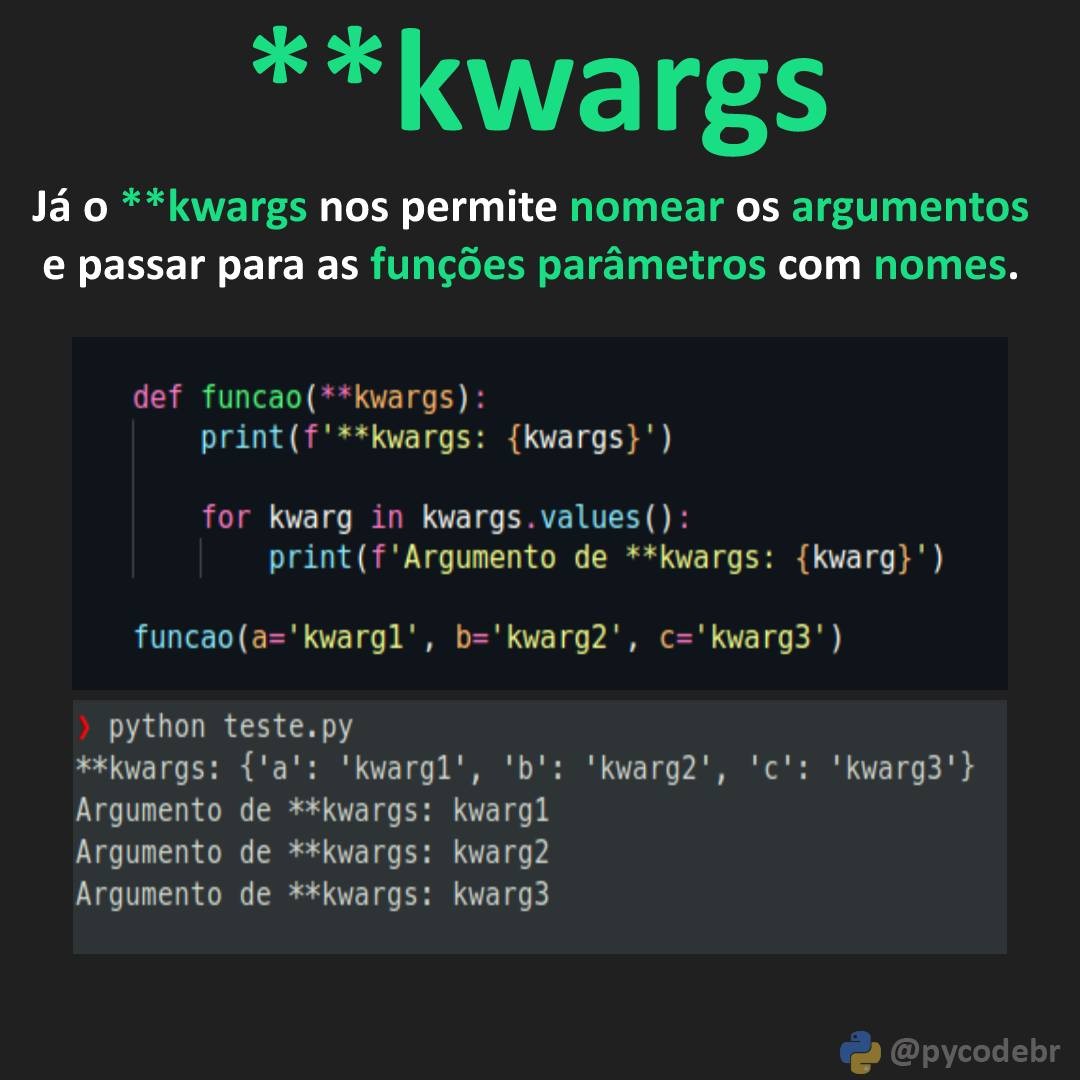 **kwargs
Já o **kwargs nos permite nomear os argumentos
e passar para as funções parâmetros com nomes.
def funcao(**kwargs):
    print(f'**kwargs: {kwargs}')
    for kwarg in kwargs.values():
        print(f'Argumento de **kwargs: {kwarg}')
funcao(a='kwarg1', b='kwarg2', c='kwarg3')
❯ python teste.py
**kwargs: {'a': 'kwarg1', 'b': 'kwarg2', 'c': 'kwarg3'}
Argumento de **kwargs: kwarg1
Argumento de **kwargs: kwarg2
Argumento de **kwargs: kwarg3
@pycodebr